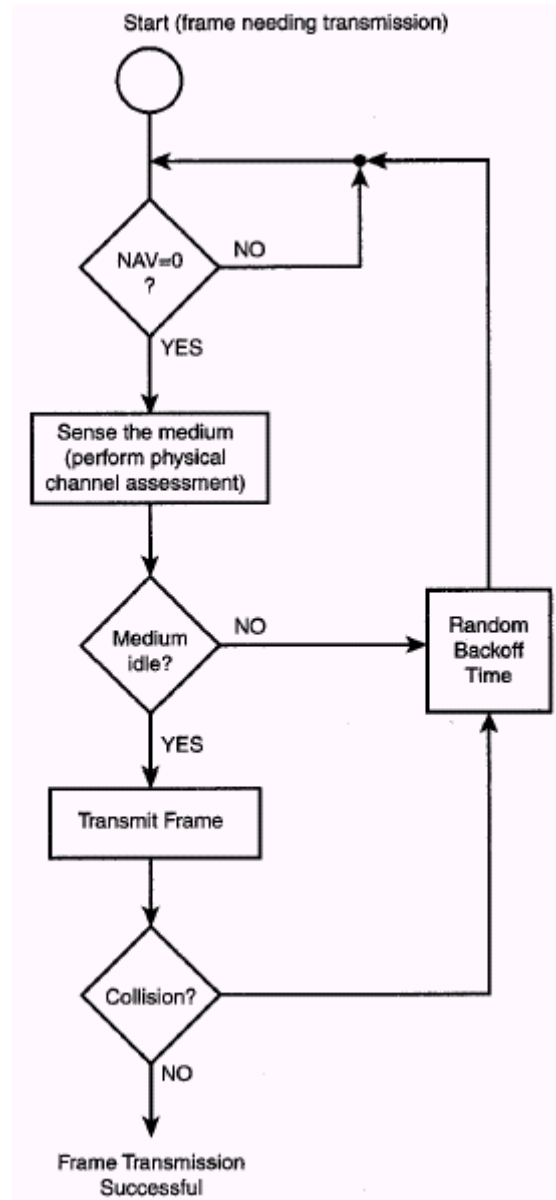 Start (frame needing transmission)
NAV=0
?
NO
YES
Sense the medium
(perform physical
channel assessment)
Medium
idle?
NO
Random
Backoff
Time
YES
Transmit Frame
Collision?
NO
Frame Transmission
Successful